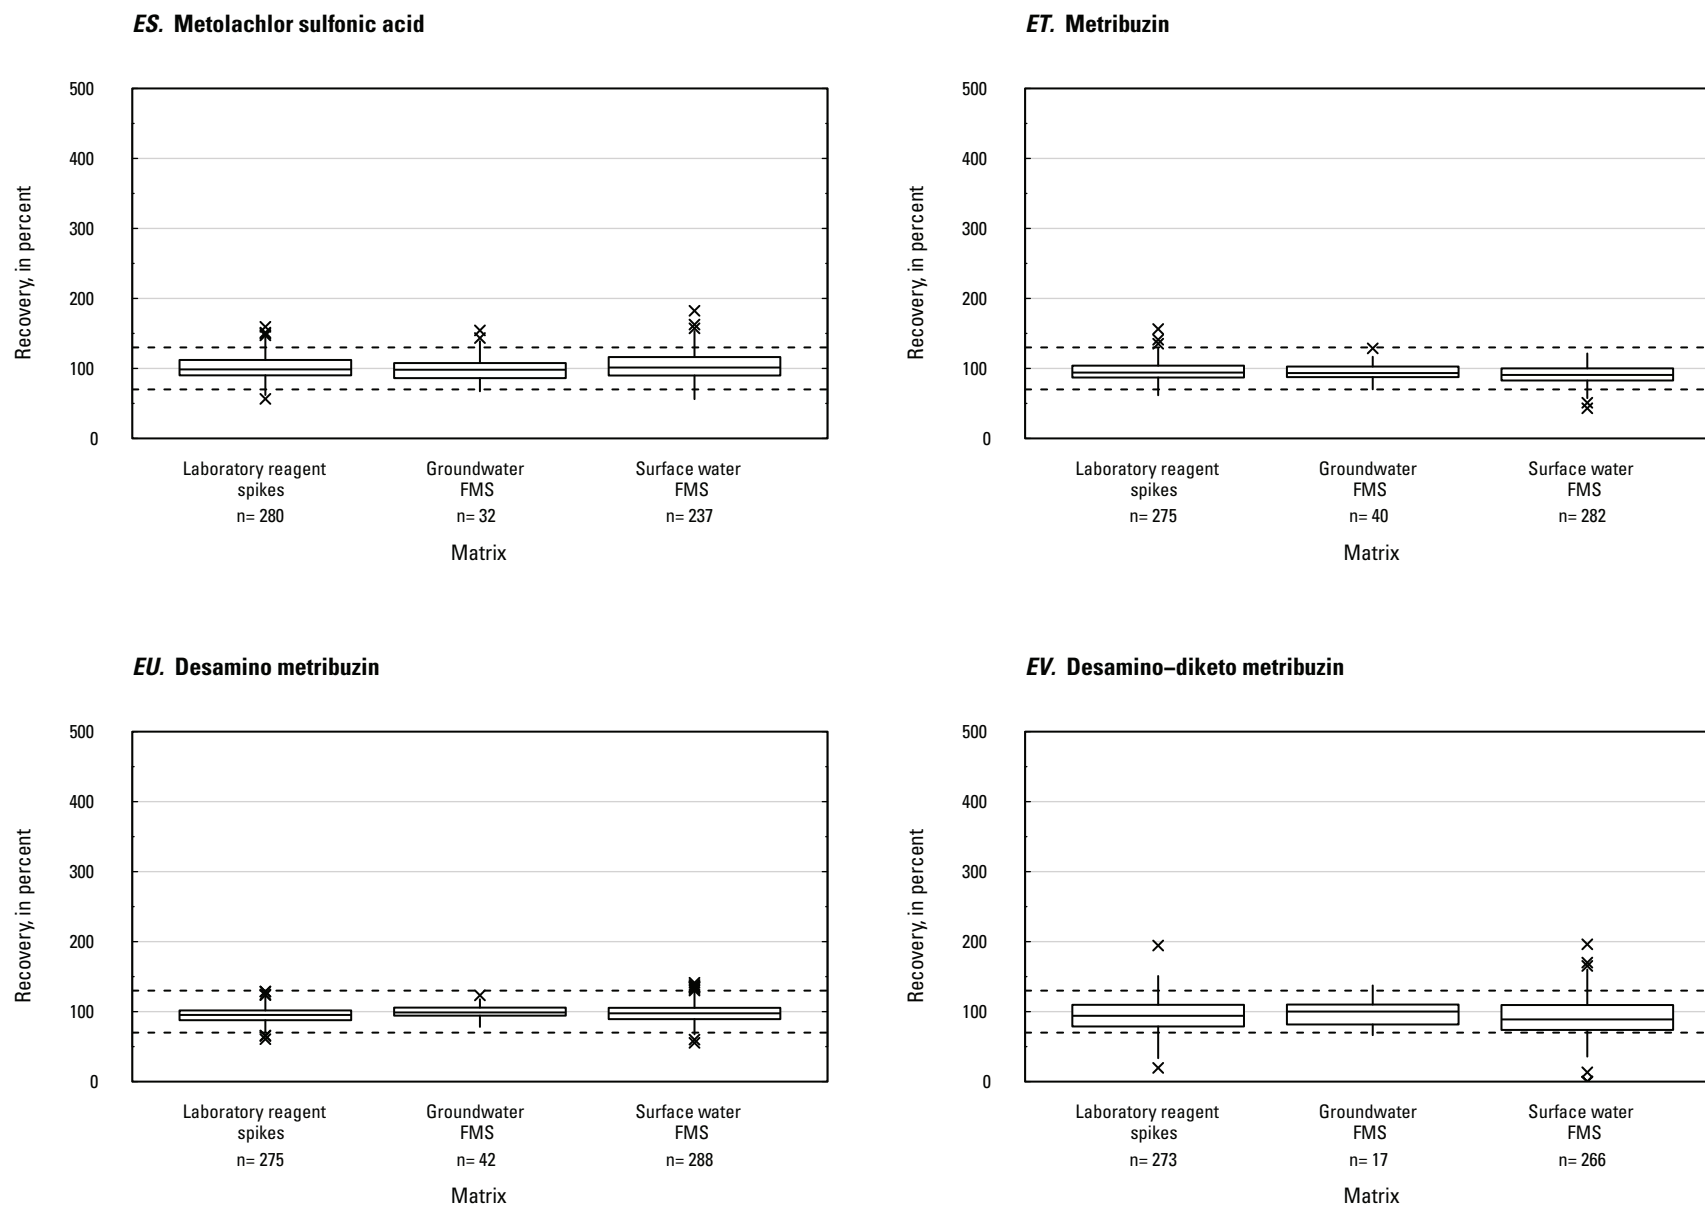 ES. Metolachlor sulfonic acid
500
400
300
200
100
0
Recovery, in percent
Laboratory reagent
spikes
n= 280
Groundwater
FMS
n= 32
Surface water
FMS
n= 237
Matrix
ET. Metribuzin
500
400
300
200
100
0
Recovery, in percent
Laboratory reagent
spikes
n= 275
Groundwater
FMS
n= 40
Surface water
FMS
n= 282
Matrix
EU. Desamino metribuzin
500
400
300
200
100
0
Recovery, in percent
Laboratory reagent
spikes
n= 275
Groundwater
FMS
n= 42
Surface water
FMS
n= 288
Matrix
EV. Desamino–diketo metribuzin
500
400
300
200
100
0
Recovery, in percent
Laboratory reagent
spikes
n= 273
Groundwater
FMS
n= 17
Surface water
FMS
n= 266
Matrix